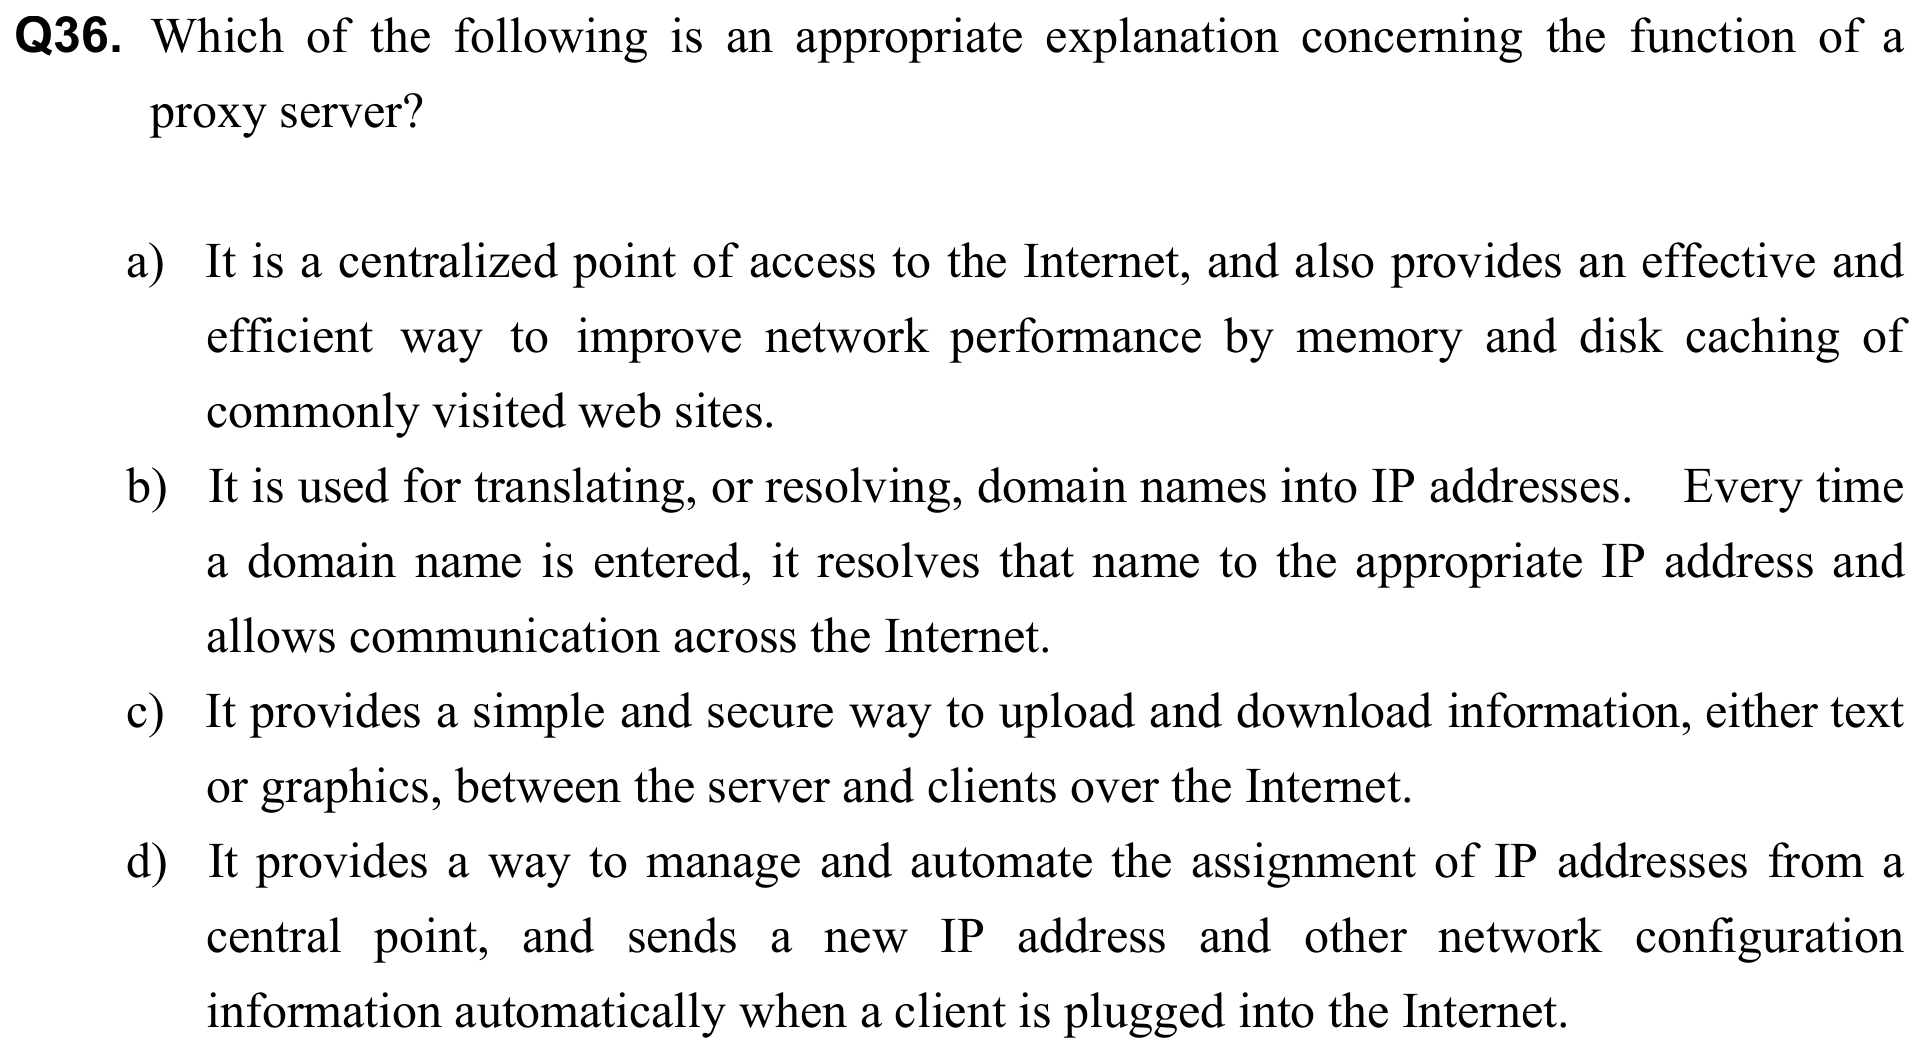 Q36. Which of the following is an appropriate explanation concerning the function of a
proxy server?
a) It is a centralized point of access to the Internet, and also provides an effective and
efficient way to improve network performance by memory and disk caching of
commonly visited web sites.
b) It is used for translating, or resolving, domain names into IP addresses. Every time
a domain name is entered, it resolves that name to the appropriate IP address and
allows communication across the Internet.
c) It provides a simple and secure way to upload and download information, either text
or graphics, between the server and clients over the Internet.
d) It provides a way to manage and automate the assignment of IP addresses from a
central point, and sends a new IP address and other network configuration
information automatically when a client is plugged into the Internet.